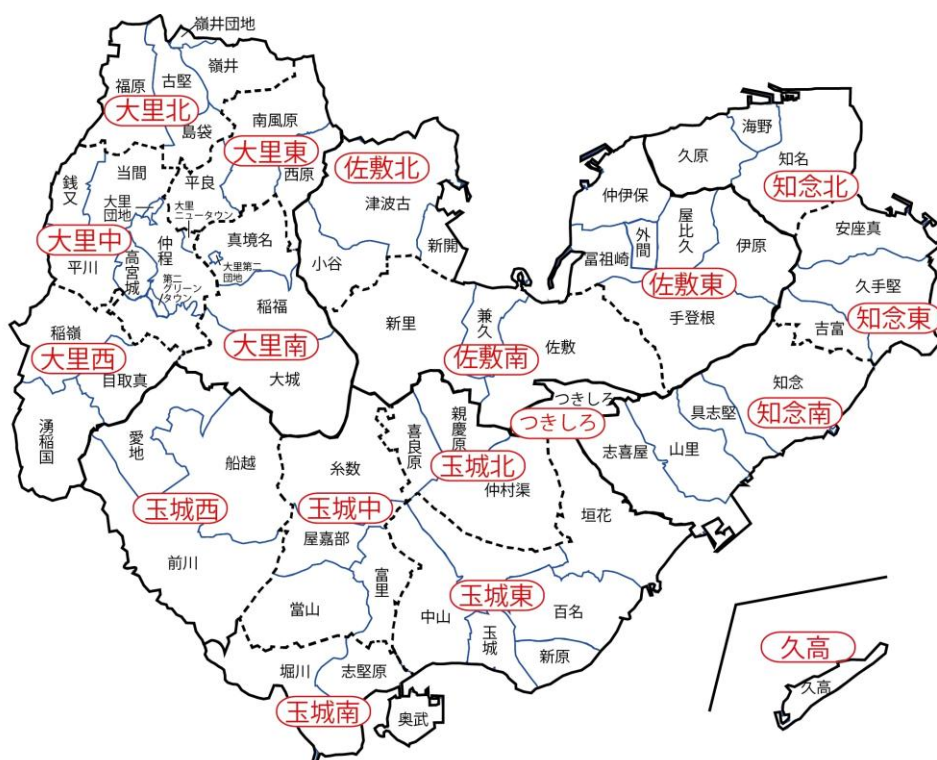 嶺井団地
福原
古堅
嶺井
大里北
島袋
南風原
大里東
西原
銭又
当間
平良
大里
団地
大里
ニュータウン
大里中
平川
高宮城
仲程
第二
グリーン
タウン
真境名
大里第二
団地
稲福
大里南
大城
稲嶺
大里西
目取真
湧稲国
佐敷北
津波古
新開
小谷
新里
兼久
佐敷南
佐敷
仲伊保
冨祖崎
外間
屋比久
伊原
佐敷東
手登根
久原
海野
知名
知念北
安座真
久手堅
知念東
吉富
知念
知念南
具志堅
山里
志喜屋
つきしろ
つきしろ
愛地
船越
玉城西
前川
糸数
玉城中
屋嘉部
富里
當山
喜良原
親慶原
玉城北
仲村渠
垣花
玉城東
中山
玉城
百名
新原
堀川
志堅原
玉城南
奥武
久高
久高